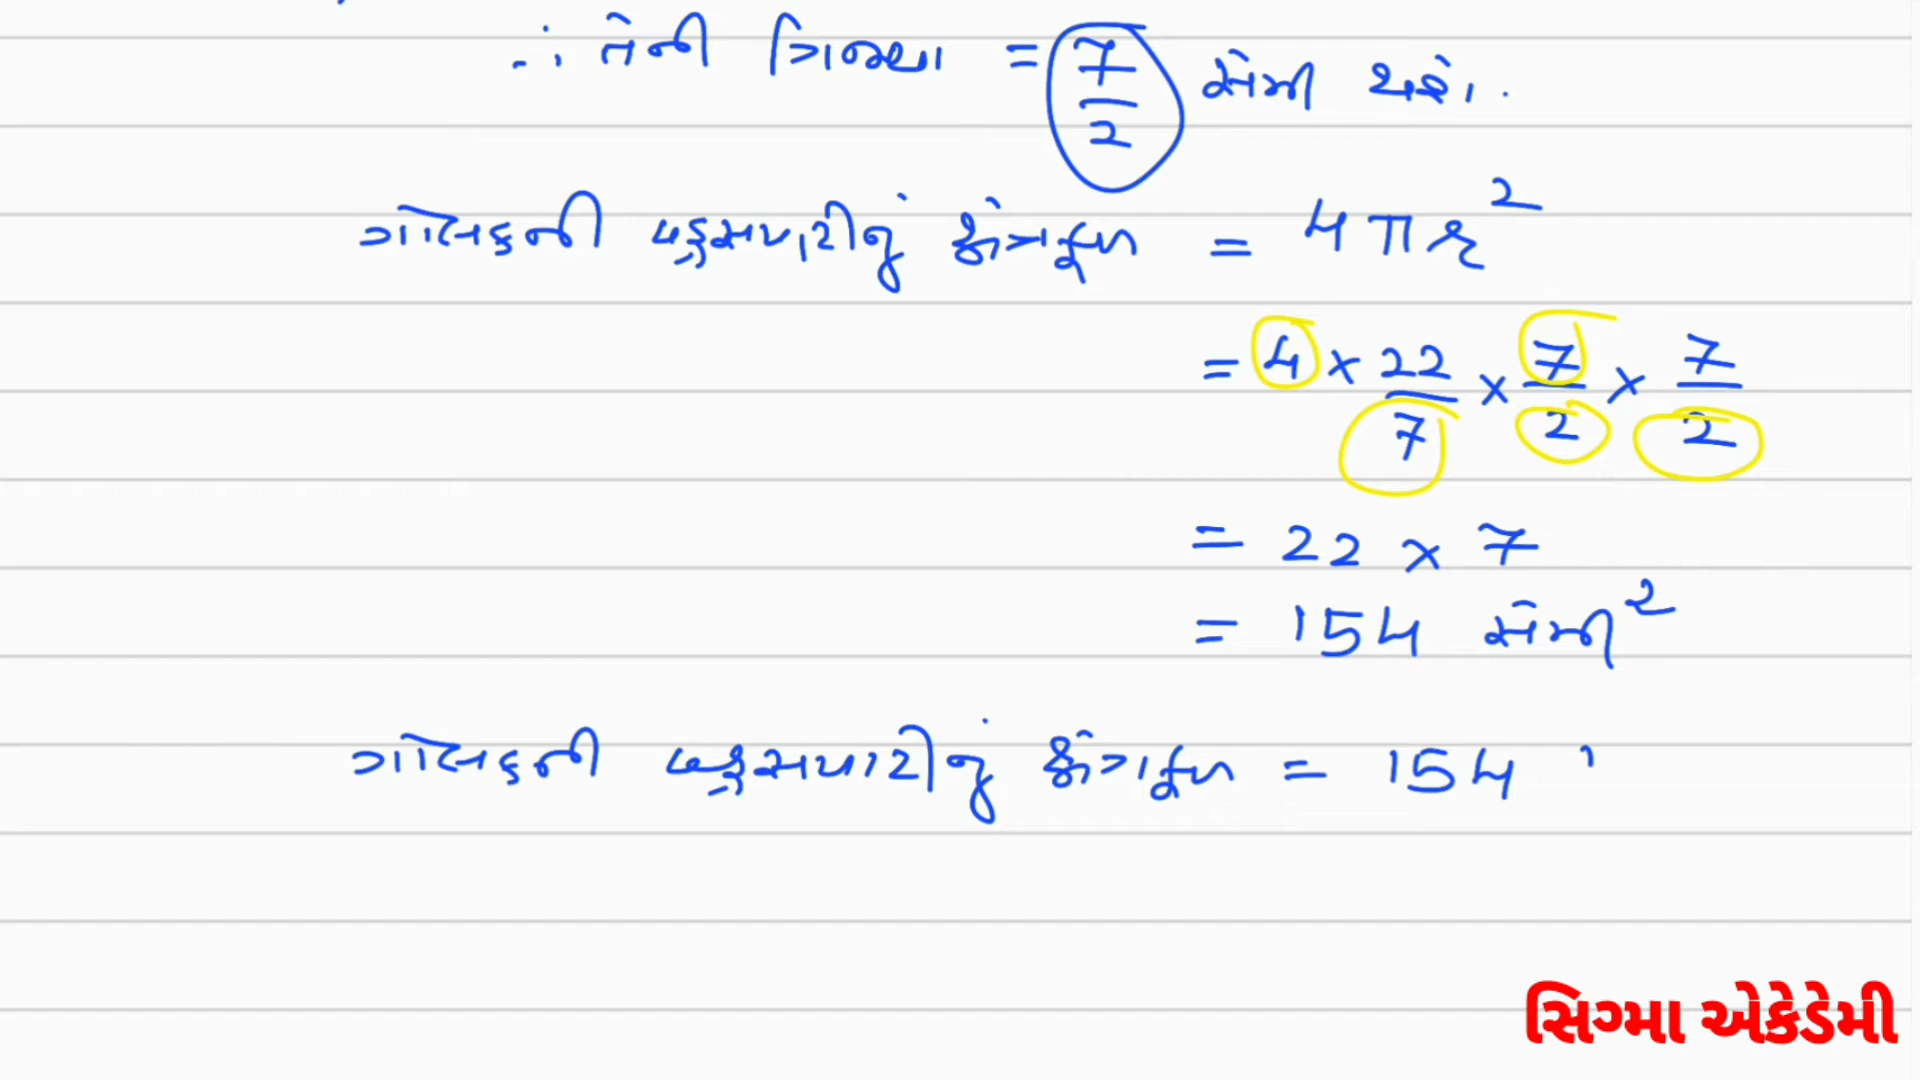 ∴ તેની ત્રિજ્યા = 7/2 સેમી થશે.
ગોલકની વક્રસપાટીનું ક્ષેત્રફળ = 4πr²
= 4 × 22/7 × 7/2 × 7/2
= 22 × 7
= 154 સેમી²
ગોલકની વક્રસપાટીનું ક્ષેત્રફળ = 154
સિગ્મા એકેડેમી